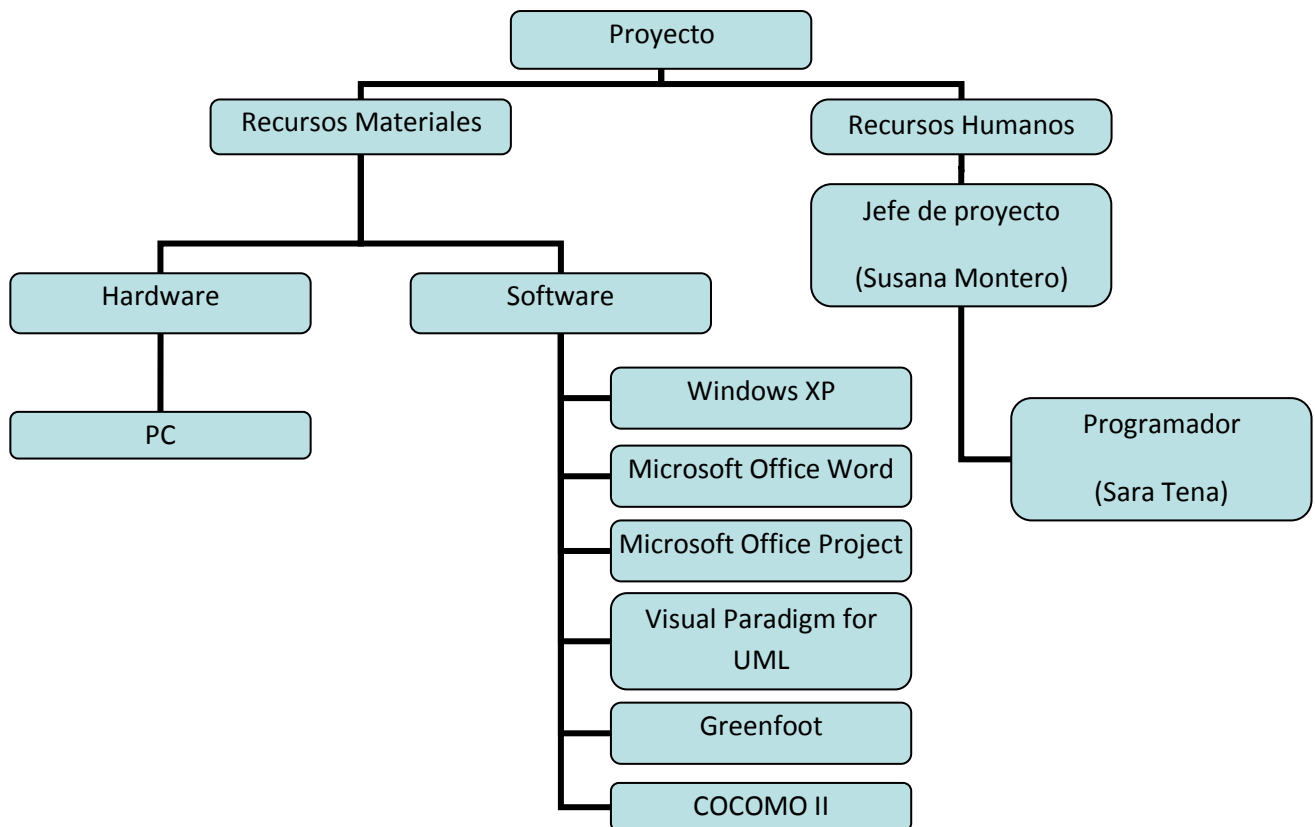 Proyecto
Recursos Materiales
Recursos Humanos
Jefe de proyecto
(Susana Montero)
Hardware
Software
PC
Windows XP
Microsoft Office Word
Microsoft Office Project
Visual Paradigm for
UML
Greenfoot
COCOMO II
Programador
(Sara Tena)